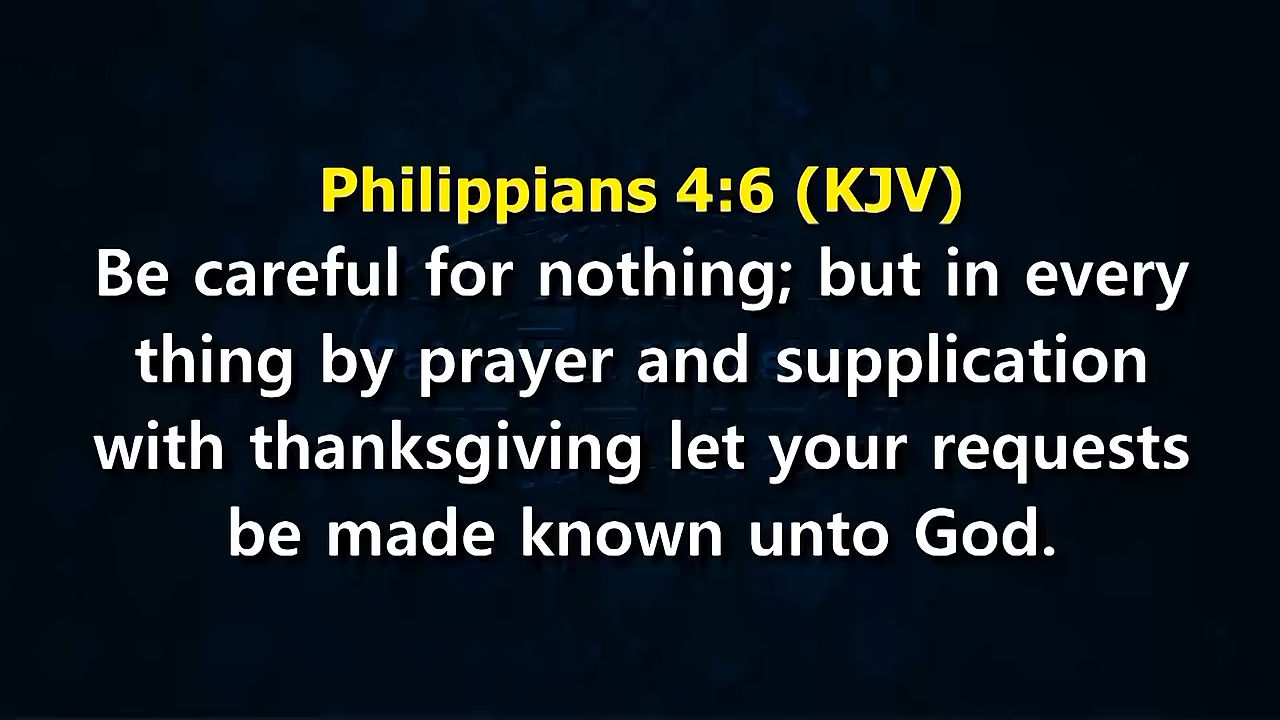 Philippians 4:6 (KJV)
Be careful for nothing; but in every
thing by prayer and supplication
with thanksgiving let your requests
be made known unto God.